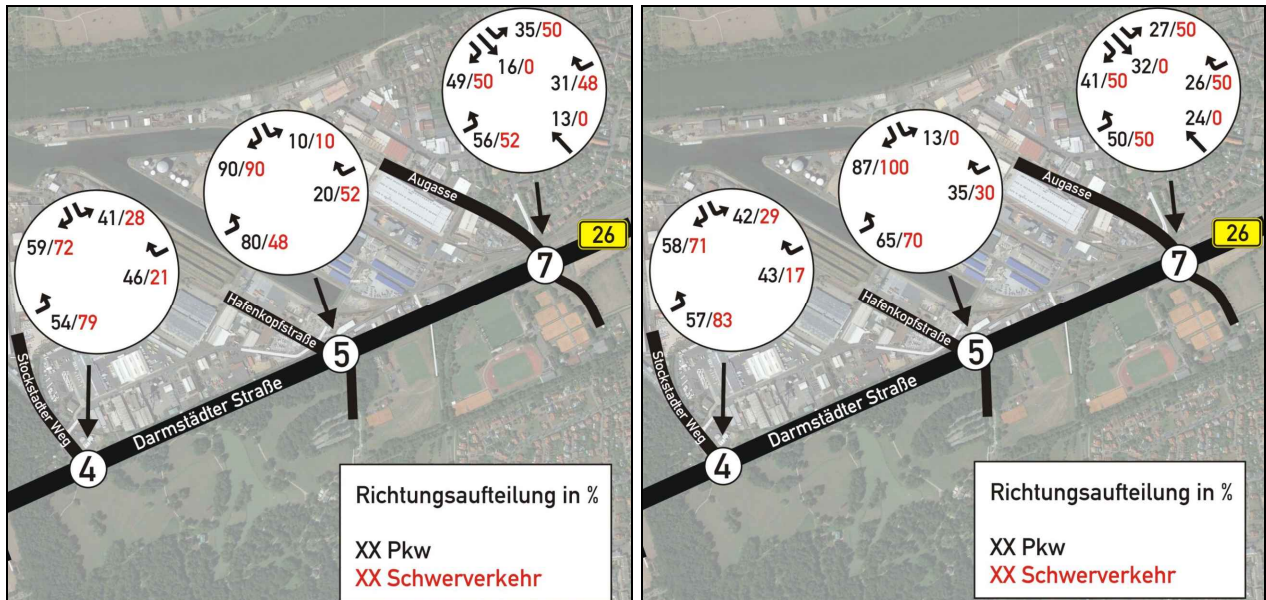 35/50
16/0
49/50
31/48
13/0
56/52
10/10
90/90
20/52
80/48
41/28
59/72
46/21
54/79
Augasse
26
7
Hafenkopfstraße
5
Stockstadter Weg
Darmstädter Straße
4
Richtungsaufteilung in %
XX Pkw
XX Schwerverkehr
27/50
32/0
41/50
26/50
24/0
50/50
13/0
87/100
35/30
65/70
42/29
58/71
43/17
57/83
Augasse
26
7
Hafenkopfstraße
5
Stockstadter Weg
Darmstädter Straße
4
Richtungsaufteilung in %
XX Pkw
XX Schwerverkehr